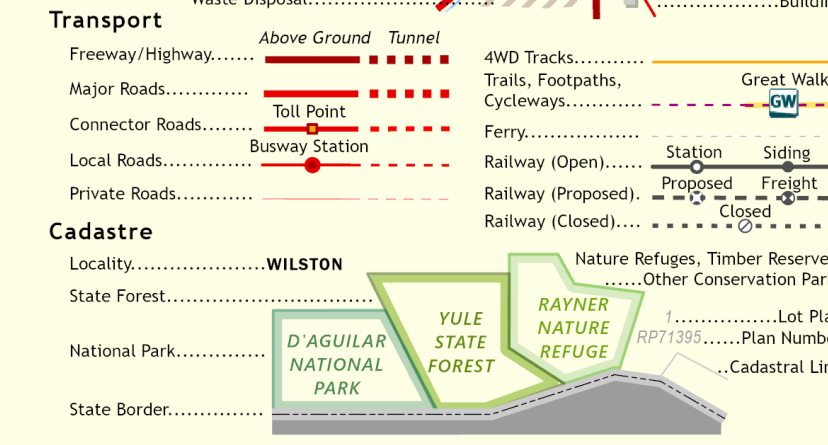 Waste Disposal
Transport
Above Ground Tunnel
Freeway/Highway.......
Major Roads............
Toll Point
Connector Roads.......
Busway Station
Local Roads............
Private Roads...........
4WD Tracks..........
Trails, Footpaths,
Great Walk
Cycleways...........
GW
Ferry.................
Station Siding
Railway (Open)......
Proposed Freight
Railway (Proposed).
Closed
Railway (Closed)....
Cadastre
Locality....................WILSTON
State Forest
National Park
State Border
D'AGUILAR
NATIONAL
PARK
YULE
STATE
FOREST
RAYNER
NATURE
REFUGE
Nature Refuges, Timber Reserve
......Other Conservation Par
1 Lot Pla
RP71395......Plan Numb
..Cadastral Lin